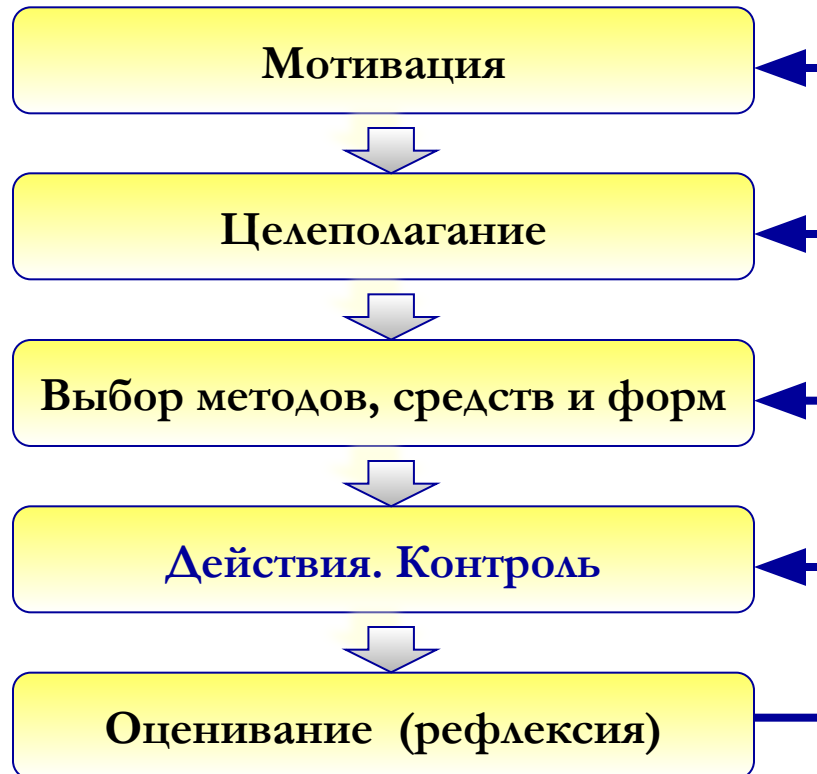 Мотивация
Целеполагание
Выбор методов, средств и форм
Действия. Контроль
Оценивание (рефлексия)